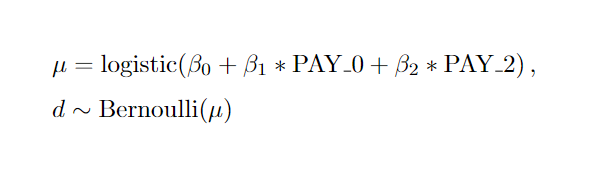 μ = logistic(β₀ + β₁ ∗ PAY_0 + β₂ ∗ PAY_2) ,
d ∼ Bernoulli(μ)